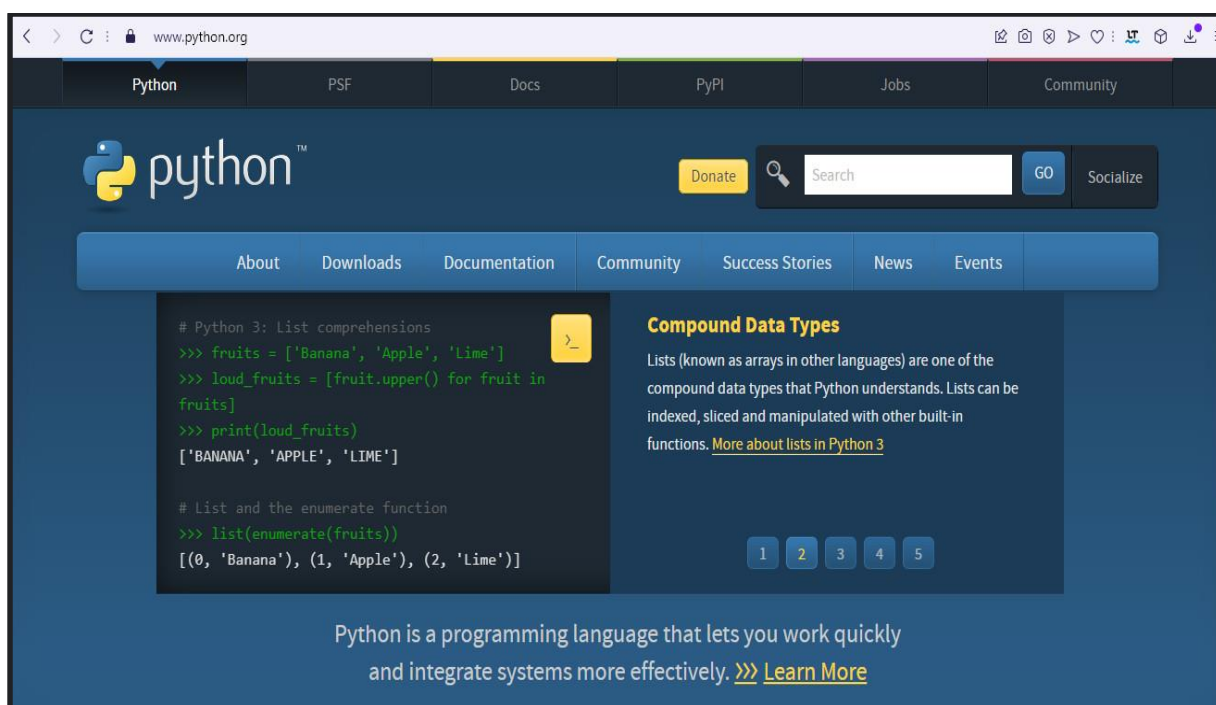 www.python.org
Python PSF Docs PyPI Jobs Community
python™
Donate Search GO Socialize
About Downloads Documentation Community Success Stories News Events
# Python 3: List comprehensions
>>> fruits = ['Banana', 'Apple', 'Lime']
>>> loud_fruits = [fruit.upper() for fruit in
fruits]
>>> print(loud_fruits)
['BANANA', 'APPLE', 'LIME']
# List and the enumerate function
>>> list(enumerate(fruits))
[(0, 'Banana'), (1, 'Apple'), (2, 'Lime')]
>_
Compound Data Types
Lists (known as arrays in other languages) are one of the
compound data types that Python understands. Lists can be
indexed, sliced and manipulated with other built-in
functions. More about lists in Python 3
1 2 3 4 5
Python is a programming language that lets you work quickly
and integrate systems more effectively. >>> Learn More